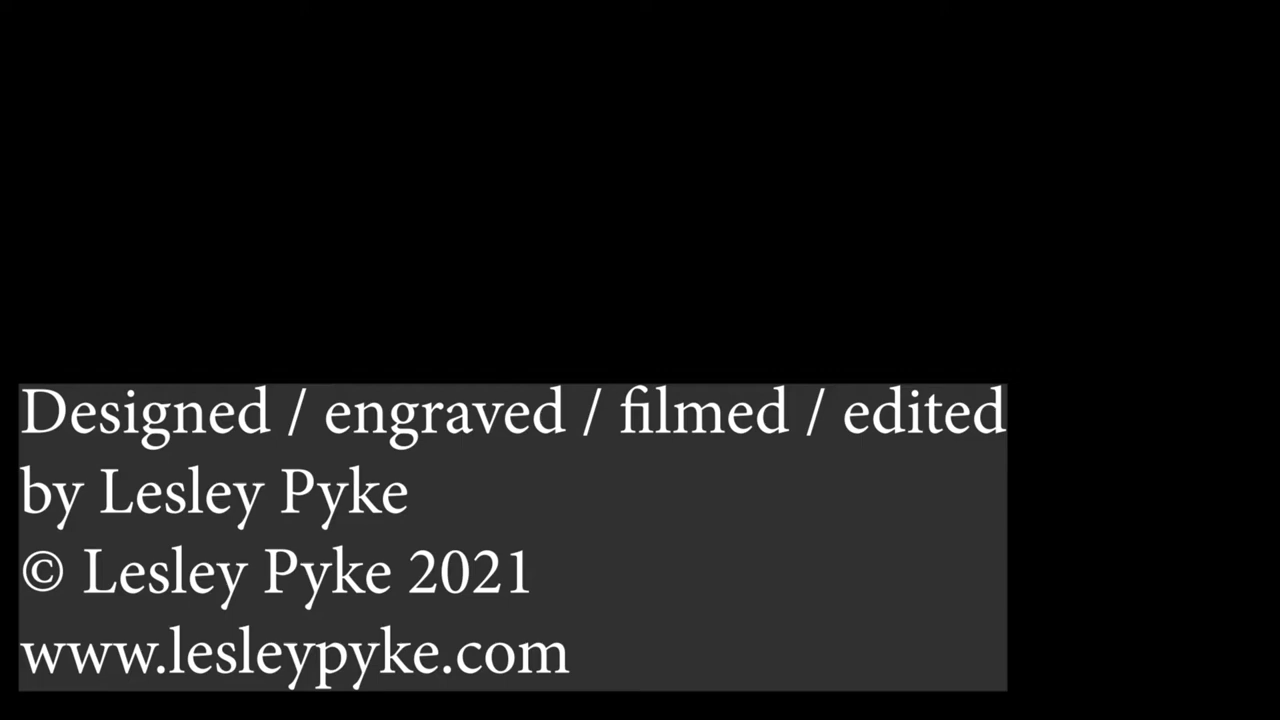 Designed / engraved / filmed / edited
by Lesley Pyke
© Lesley Pyke 2021
www.lesleypyke.com